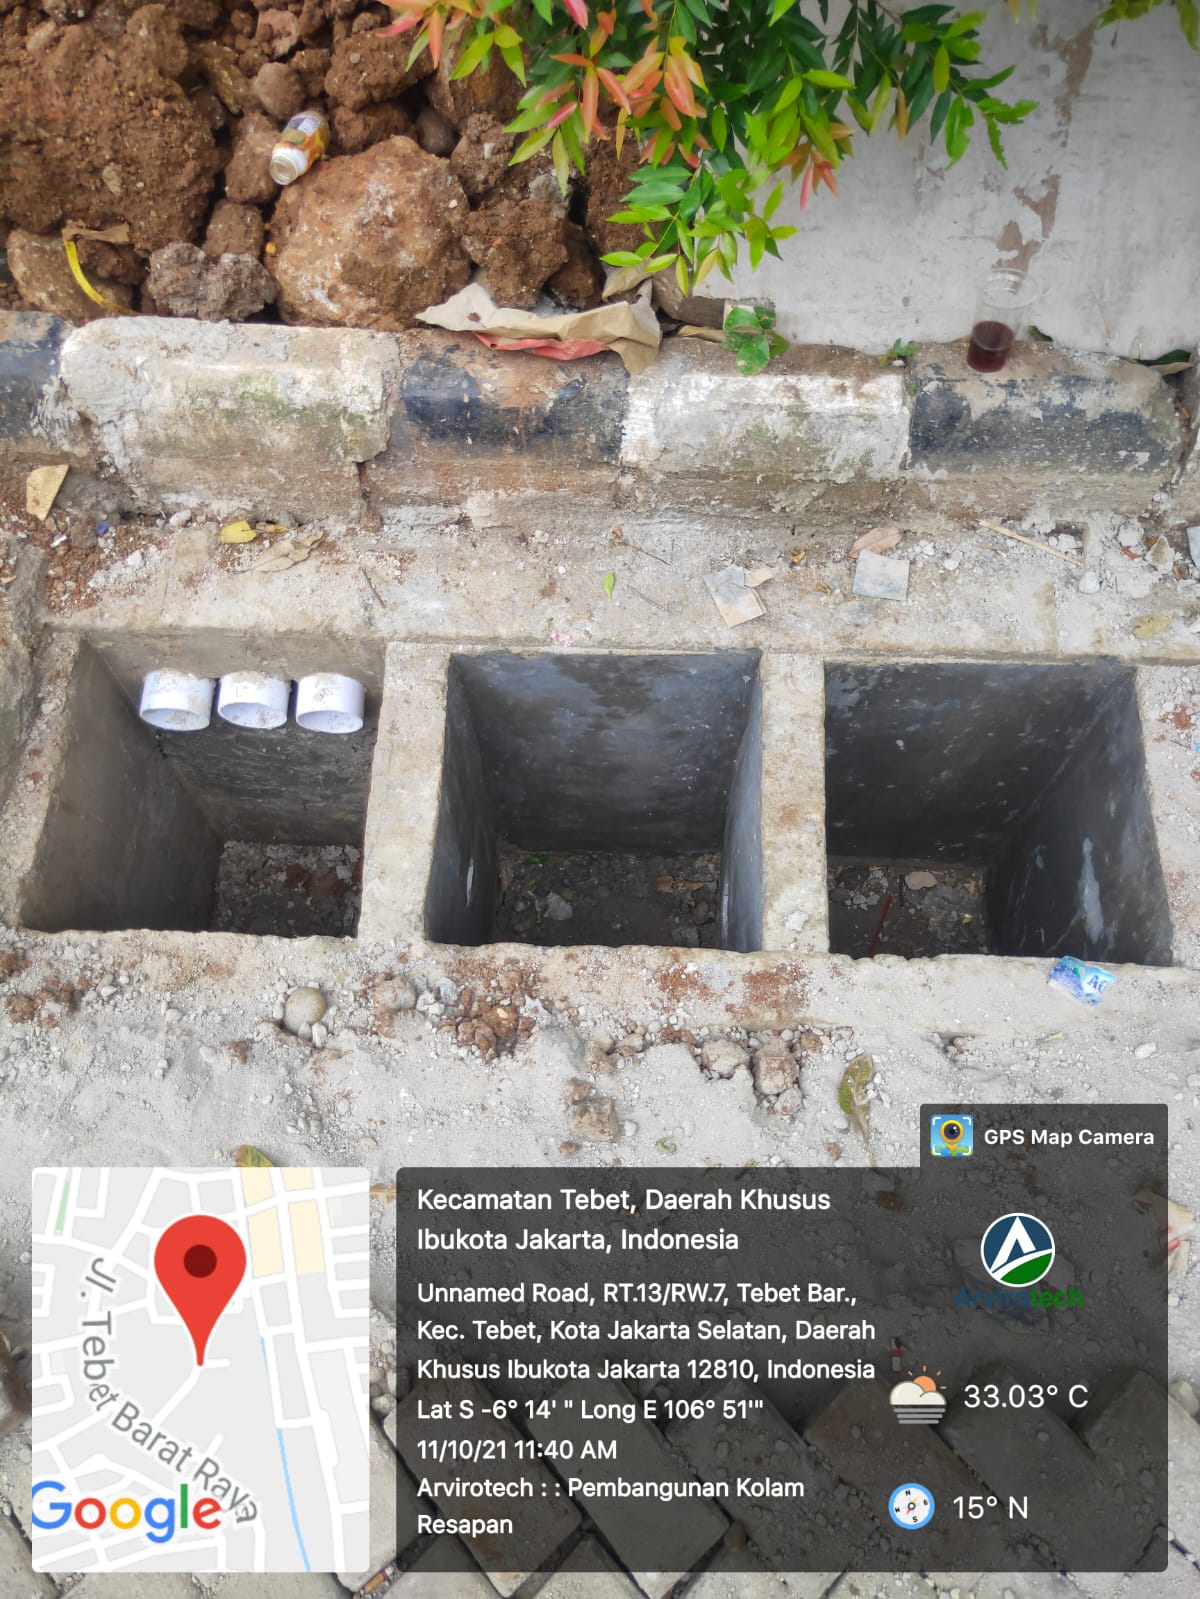 GPS Map Camera
Kecamatan Tebet, Daerah Khusus
Ibukota Jakarta, Indonesia
Unnamed Road, RT.13/RW.7, Tebet Bar.,
Kec. Tebet, Kota Jakarta Selatan, Daerah
Khusus Ibukota Jakarta 12810, Indonesia
Lat S -6° 14' " Long E 106° 51'"
11/10/21 11:40 AM
Arvirotech : : Pembangunan Kolam
Resapan
Arvirotech
33.03° C
15° N
Jl. Tebet Barat Raya
Google